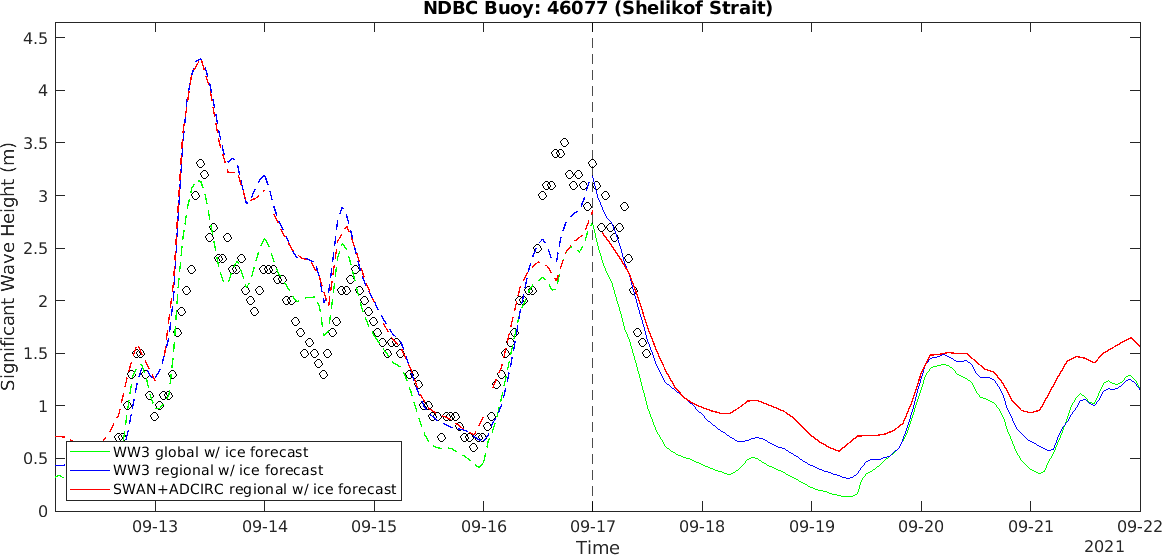 NDBC Buoy: 46077 (Shelikof Strait)
4.5
4
3.5
3
2.5
2
1.5
1
0.5
0
Significant Wave Height (m)
WW3 global w/ ice forecast
WW3 regional w/ ice forecast
SWAN+ADCIRC regional w/ ice forecast
09-13 09-14 09-15 09-16 09-17 09-18 09-19 09-20 09-21 09-22
Time
2021